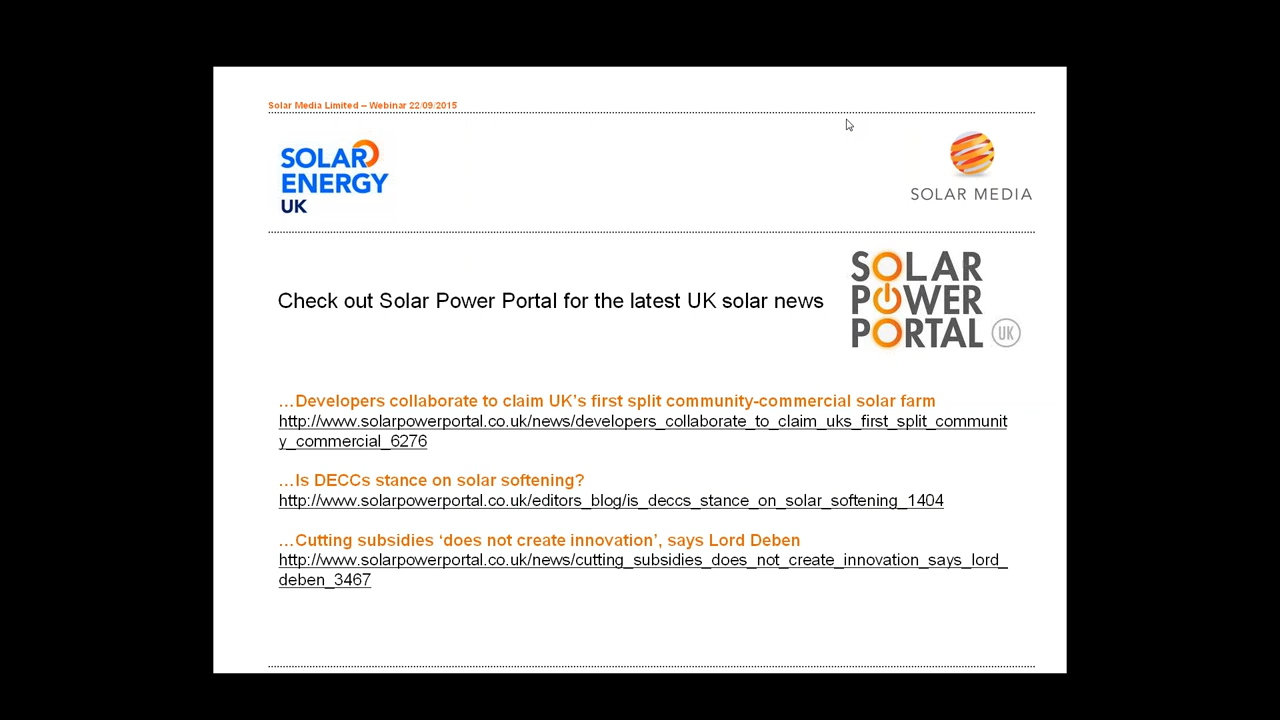 Solar Media Limited – Webinar 22/09/2015
SOLAR
ENERGY
UK
SOLAR MEDIA
SOLAR
POWER
PORTAL UK
Check out Solar Power Portal for the latest UK solar news
…Developers collaborate to claim UK's first split community-commercial solar farm
http://www.solarpowerportal.co.uk/news/developers_collaborate_to_claim_uks_first_split_communit
y_commercial_6276
…Is DECCs stance on solar softening?
http://www.solarpowerportal.co.uk/editors_blog/is_deccs_stance_on_solar_softening_1404
…Cutting subsidies ‘does not create innovation’, says Lord Deben
http://www.solarpowerportal.co.uk/news/cutting_subsidies_does_not_create_innovation_says_lord_
deben_3467